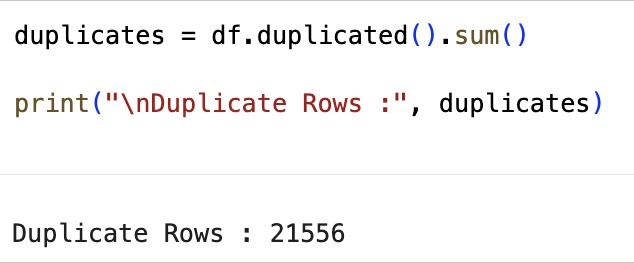 duplicates = df.duplicated().sum()
print("\nDuplicate Rows :", duplicates)
Duplicate Rows : 21556